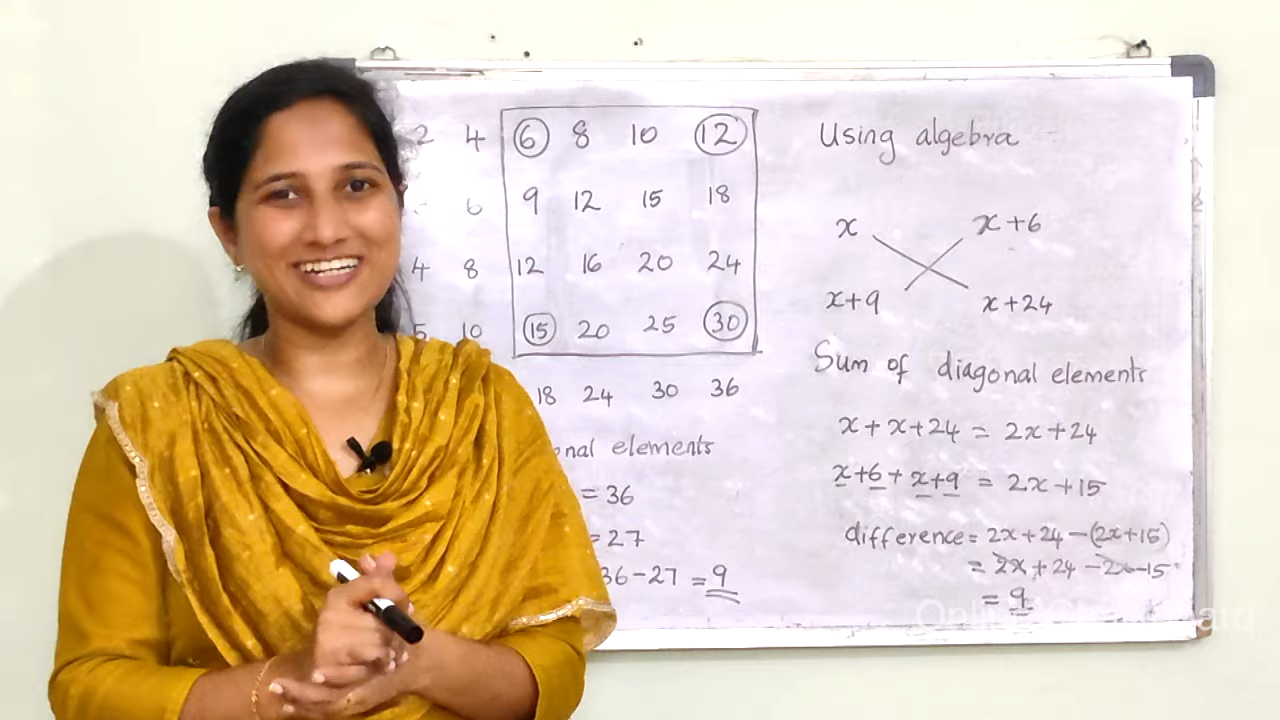 2 4 6 8 10 12
6 9 12 15 18
4 8 12 16 20 24
5 10 15 20 25 30
18 24 30 36
elements
= 36
= 27
36-27 = 9
Using algebra
x x+6
x+9 x+24
Sum of diagonal elements
x + x + 24 = 2x + 24
x+6 + x+9 = 2x + 15
difference = 2x + 24 - (2x + 15)
= 2x + 24 - 2x - 15
= 9